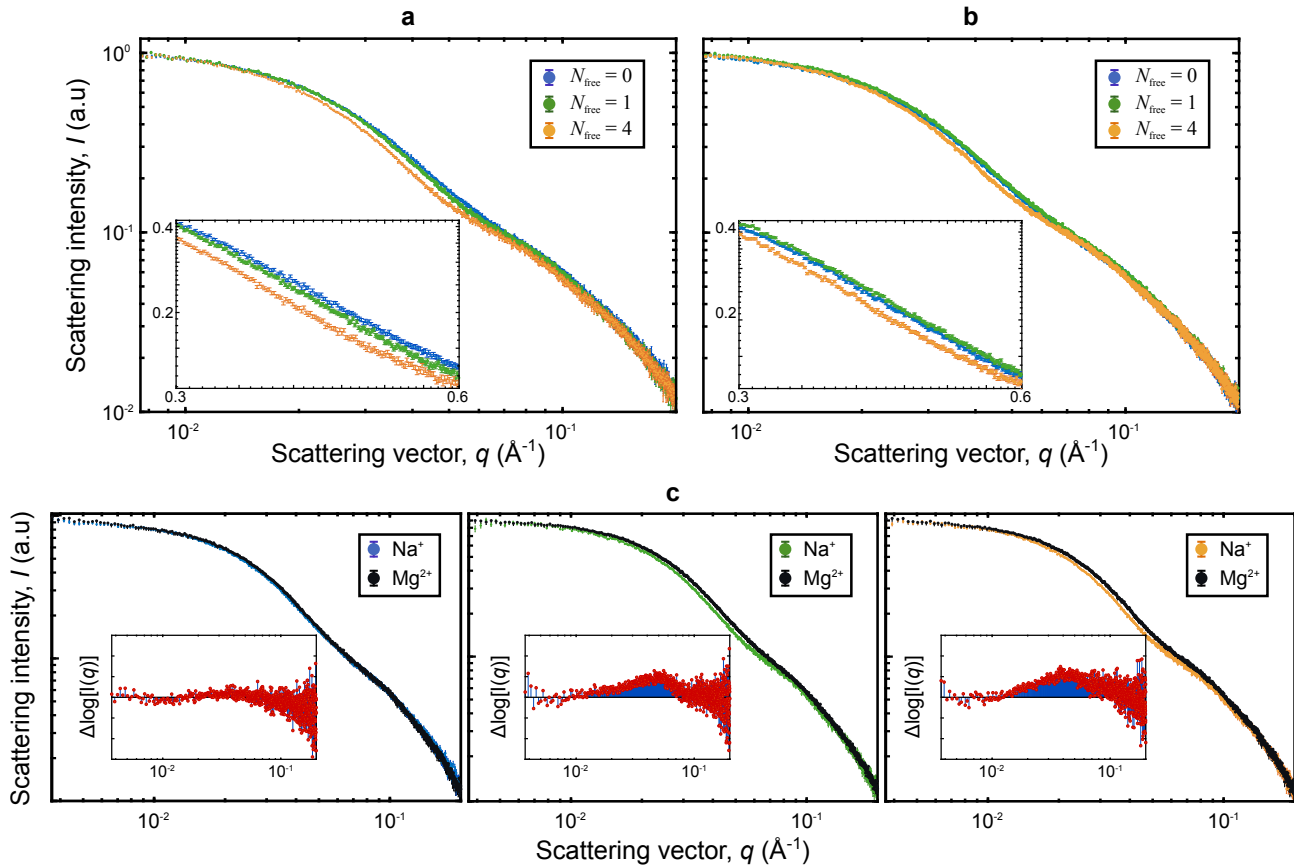 a
b
Scattering intensity, I (a.u)
10⁰
10⁻¹
10⁻²
N_free = 0
N_free = 1
N_free = 4
0.4
0.2
0.3
0.6
10⁻²
10⁻¹
Scattering vector, q (Å⁻¹)
N_free = 0
N_free = 1
N_free = 4
0.4
0.2
0.3
0.6
10⁻²
10⁻¹
Scattering vector, q (Å⁻¹)
c
Scattering intensity, I (a.u)
Na⁺
Mg²⁺
Δlog[I(q)]
10⁻²
10⁻¹
10⁻²
10⁻¹
Na⁺
Mg²⁺
Δlog[I(q)]
10⁻²
10⁻¹
10⁻²
10⁻¹
Na⁺
Mg²⁺
Δlog[I(q)]
10⁻²
10⁻¹
10⁻²
10⁻¹
Scattering vector, q (Å⁻¹)